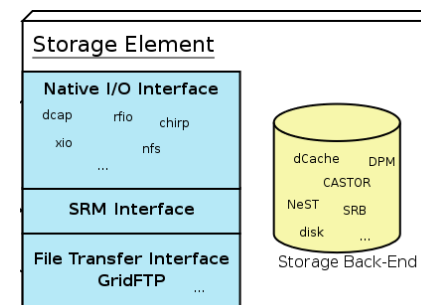 Storage Element
Native I/O Interface
dcap rfio chirp
xio nfs
...
SRM Interface
File Transfer Interface
GridFTP ...
dCache DPM
CASTOR
NeST SRB
disk ...
Storage Back-End